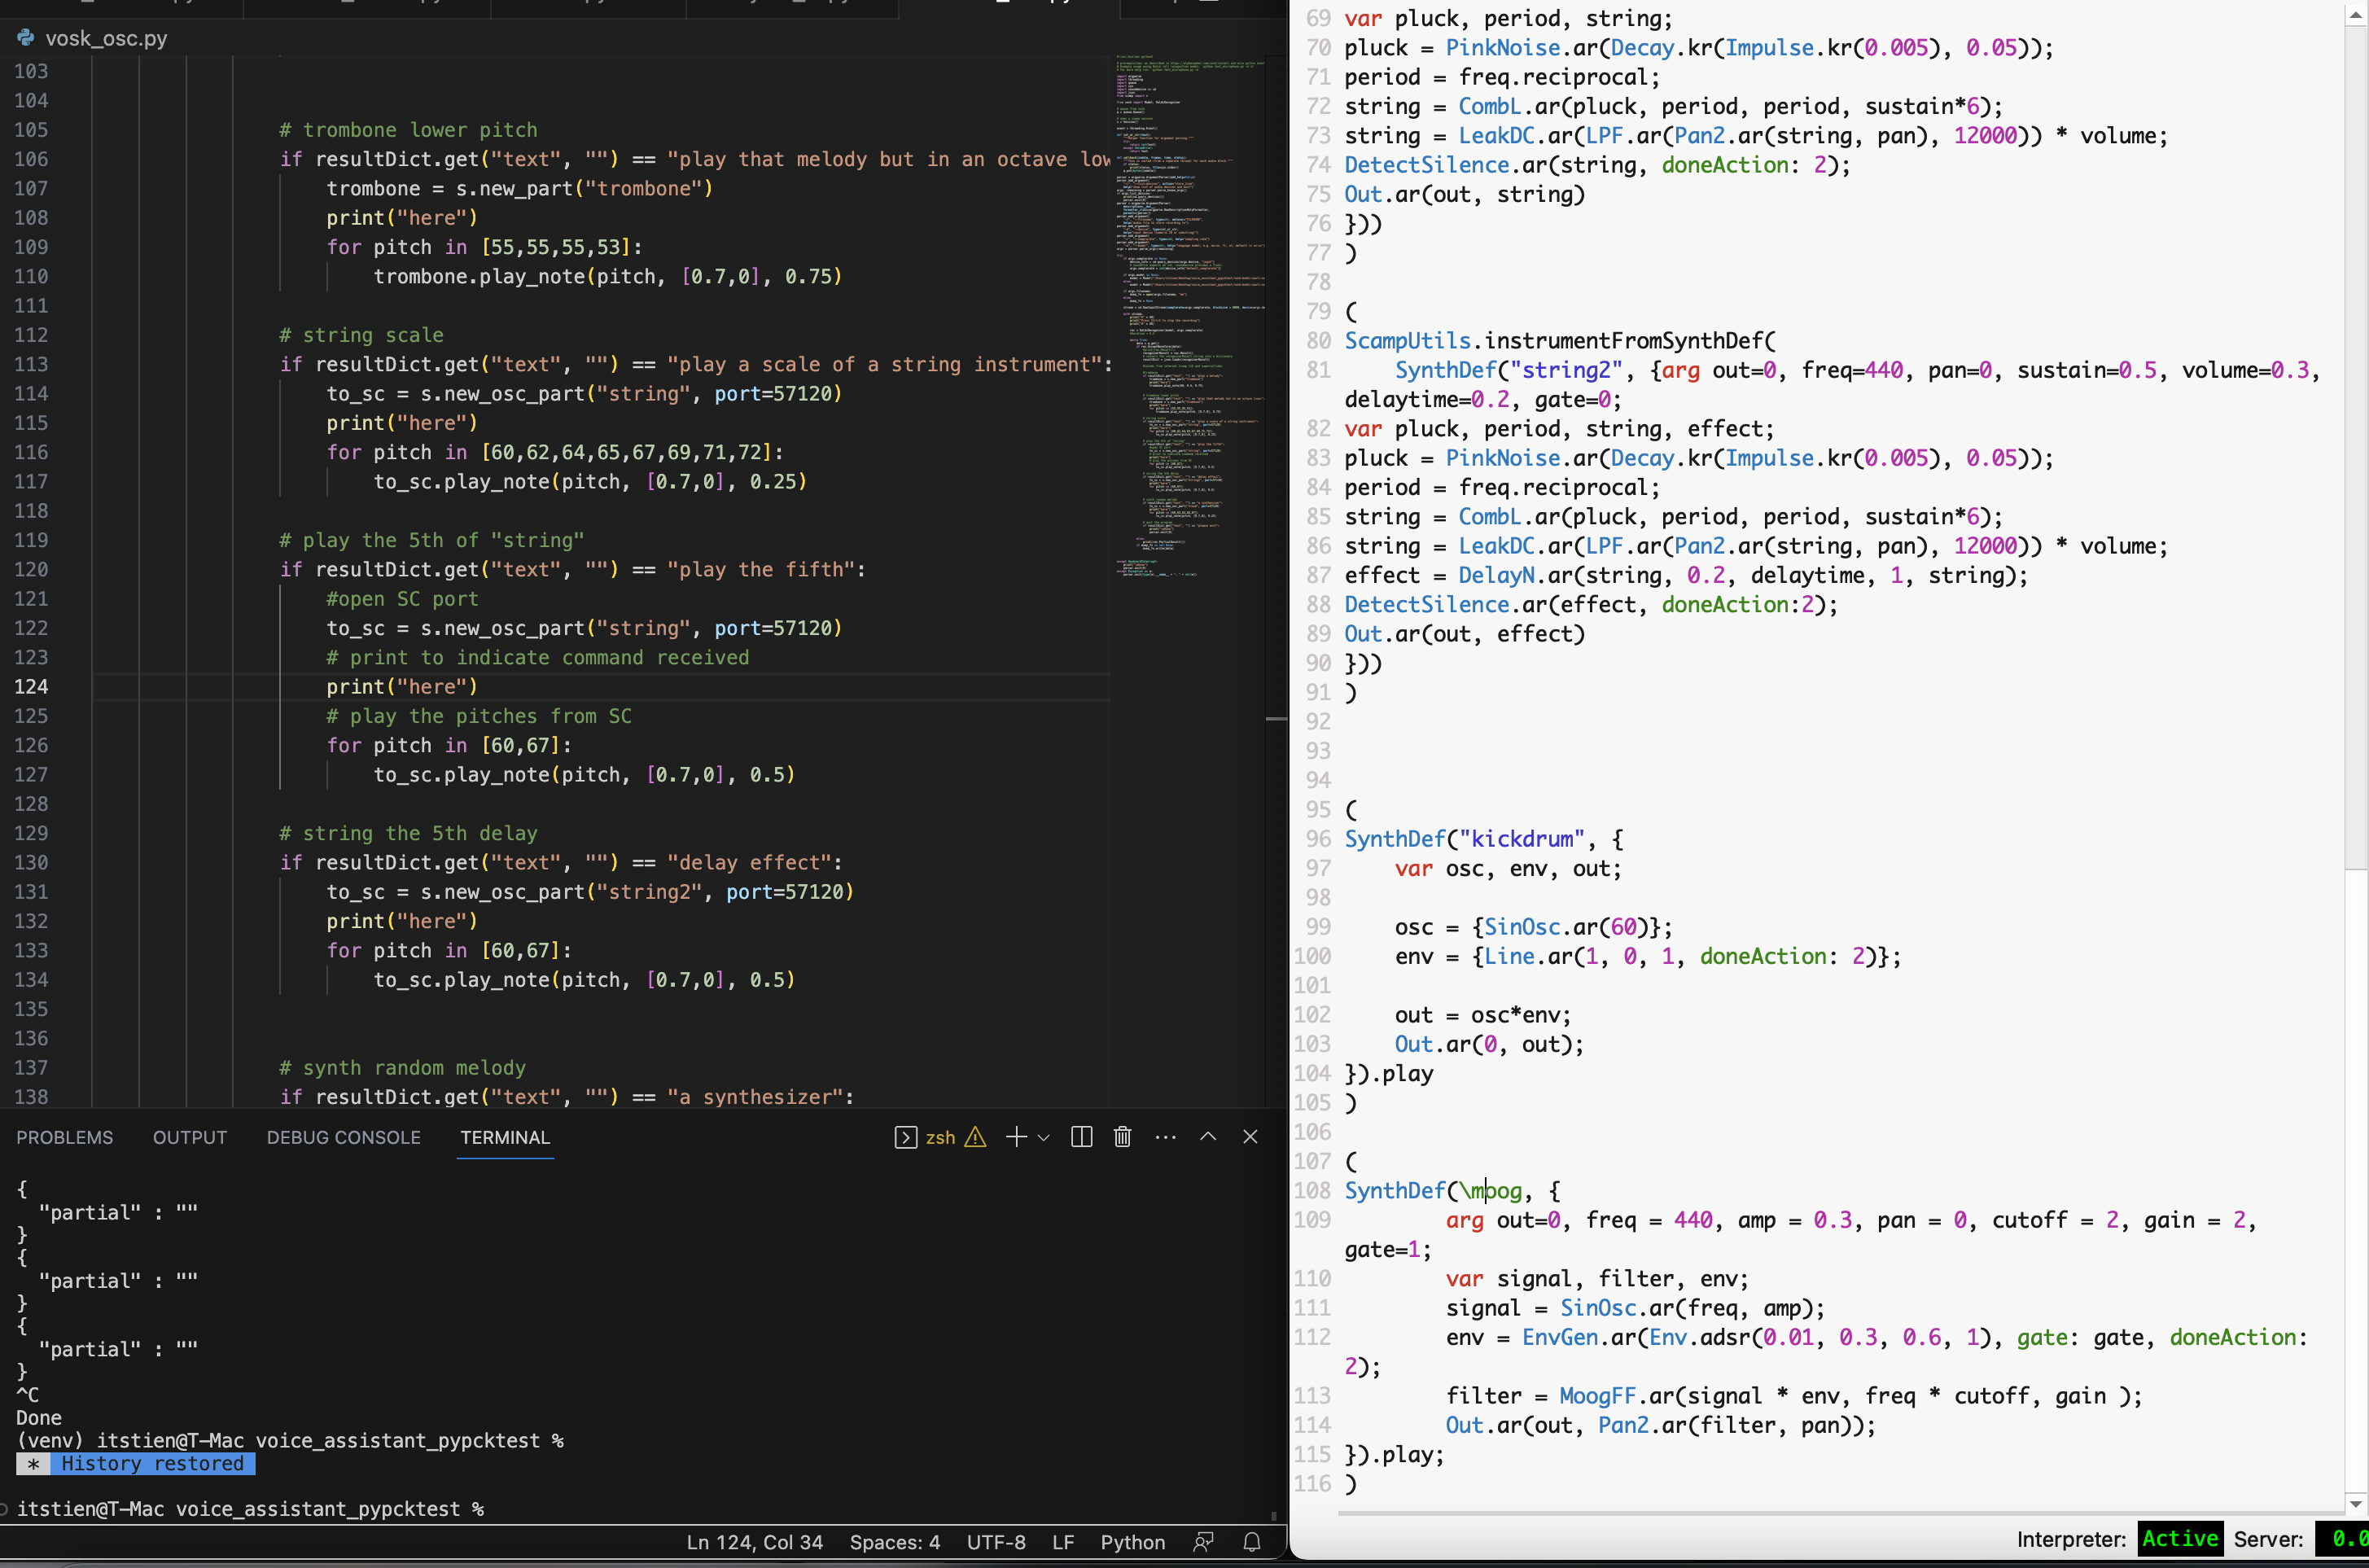 vosk_osc.py
103
104
105 # trombone lower pitch
106 if resultDict.get("text", "") == "play that melody but in an octave low
107 trombone = s.new_part("trombone")
108 print("here")
109 for pitch in [55,55,55,53]:
110 trombone.play_note(pitch, [0.7,0], 0.75)
111
112 # string scale
113 if resultDict.get("text", "") == "play a scale of a string instrument":
114 to_sc = s.new_osc_part("string", port=57120)
115 print("here")
116 for pitch in [60,62,64,65,67,69,71,72]:
117 to_sc.play_note(pitch, [0.7,0], 0.25)
118
119 # play the 5th of "string"
120 if resultDict.get("text", "") == "play the fifth":
121 #open SC port
122 to_sc = s.new_osc_part("string", port=57120)
123 # print to indicate command received
124 print("here")
125 # play the pitches from SC
126 for pitch in [60,67]:
127 to_sc.play_note(pitch, [0.7,0], 0.5)
128
129 # string the 5th delay
130 if resultDict.get("text", "") == "delay effect":
131 to_sc = s.new_osc_part("string2", port=57120)
132 print("here")
133 for pitch in [60,67]:
134 to_sc.play_note(pitch, [0.7,0], 0.5)
135
136
137 # synth random melody
138 if resultDict.get("text", "") == "a synthesizer":
PROBLEMS OUTPUT DEBUG CONSOLE TERMINAL zsh
{
"partial" : ""
}
{
"partial" : ""
}
{
"partial" : ""
}
^C
Done
(venv) itstien@T-Mac voice_assistant_pypcktest %
* History restored
itstien@T-Mac voice_assistant_pypcktest %
Ln 124, Col 34 Spaces: 4 UTF-8 LF Python
69 var pluck, period, string;
70 pluck = PinkNoise.ar(Decay.kr(Impulse.kr(0.005), 0.05));
71 period = freq.reciprocal;
72 string = CombL.ar(pluck, period, period, sustain*6);
73 string = LeakDC.ar(LPF.ar(Pan2.ar(string, pan), 12000)) * volume;
74 DetectSilence.ar(string, doneAction: 2);
75 Out.ar(out, string)
76 }))
77 )
78
79 (
80 ScampUtils.instrumentFromSynthDef(
81 SynthDef("string2", {arg out=0, freq=440, pan=0, sustain=0.5, volume=0.3,
delaytime=0.2, gate=0;
82 var pluck, period, string, effect;
83 pluck = PinkNoise.ar(Decay.kr(Impulse.kr(0.005), 0.05));
84 period = freq.reciprocal;
85 string = CombL.ar(pluck, period, period, sustain*6);
86 string = LeakDC.ar(LPF.ar(Pan2.ar(string, pan), 12000)) * volume;
87 effect = DelayN.ar(string, 0.2, delaytime, 1, string);
88 DetectSilence.ar(effect, doneAction:2);
89 Out.ar(out, effect)
90 }))
91 )
92
93
94
95 (
96 SynthDef("kickdrum", {
97 var osc, env, out;
98
99 osc = {SinOsc.ar(60)};
100 env = {Line.ar(1, 0, 1, doneAction: 2)};
101
102 out = osc*env;
103 Out.ar(0, out);
104 }).play
105 )
106
107 (
108 SynthDef(\moog, {
109 arg out=0, freq = 440, amp = 0.3, pan = 0, cutoff = 2, gain = 2,
gate=1;
110 var signal, filter, env;
111 signal = SinOsc.ar(freq, amp);
112 env = EnvGen.ar(Env.adsr(0.01, 0.3, 0.6, 1), gate: gate, doneAction:
2);
113 filter = MoogFF.ar(signal * env, freq * cutoff, gain );
114 Out.ar(out, Pan2.ar(filter, pan));
115 }).play;
116 )
Interpreter: Active Server: 0.0